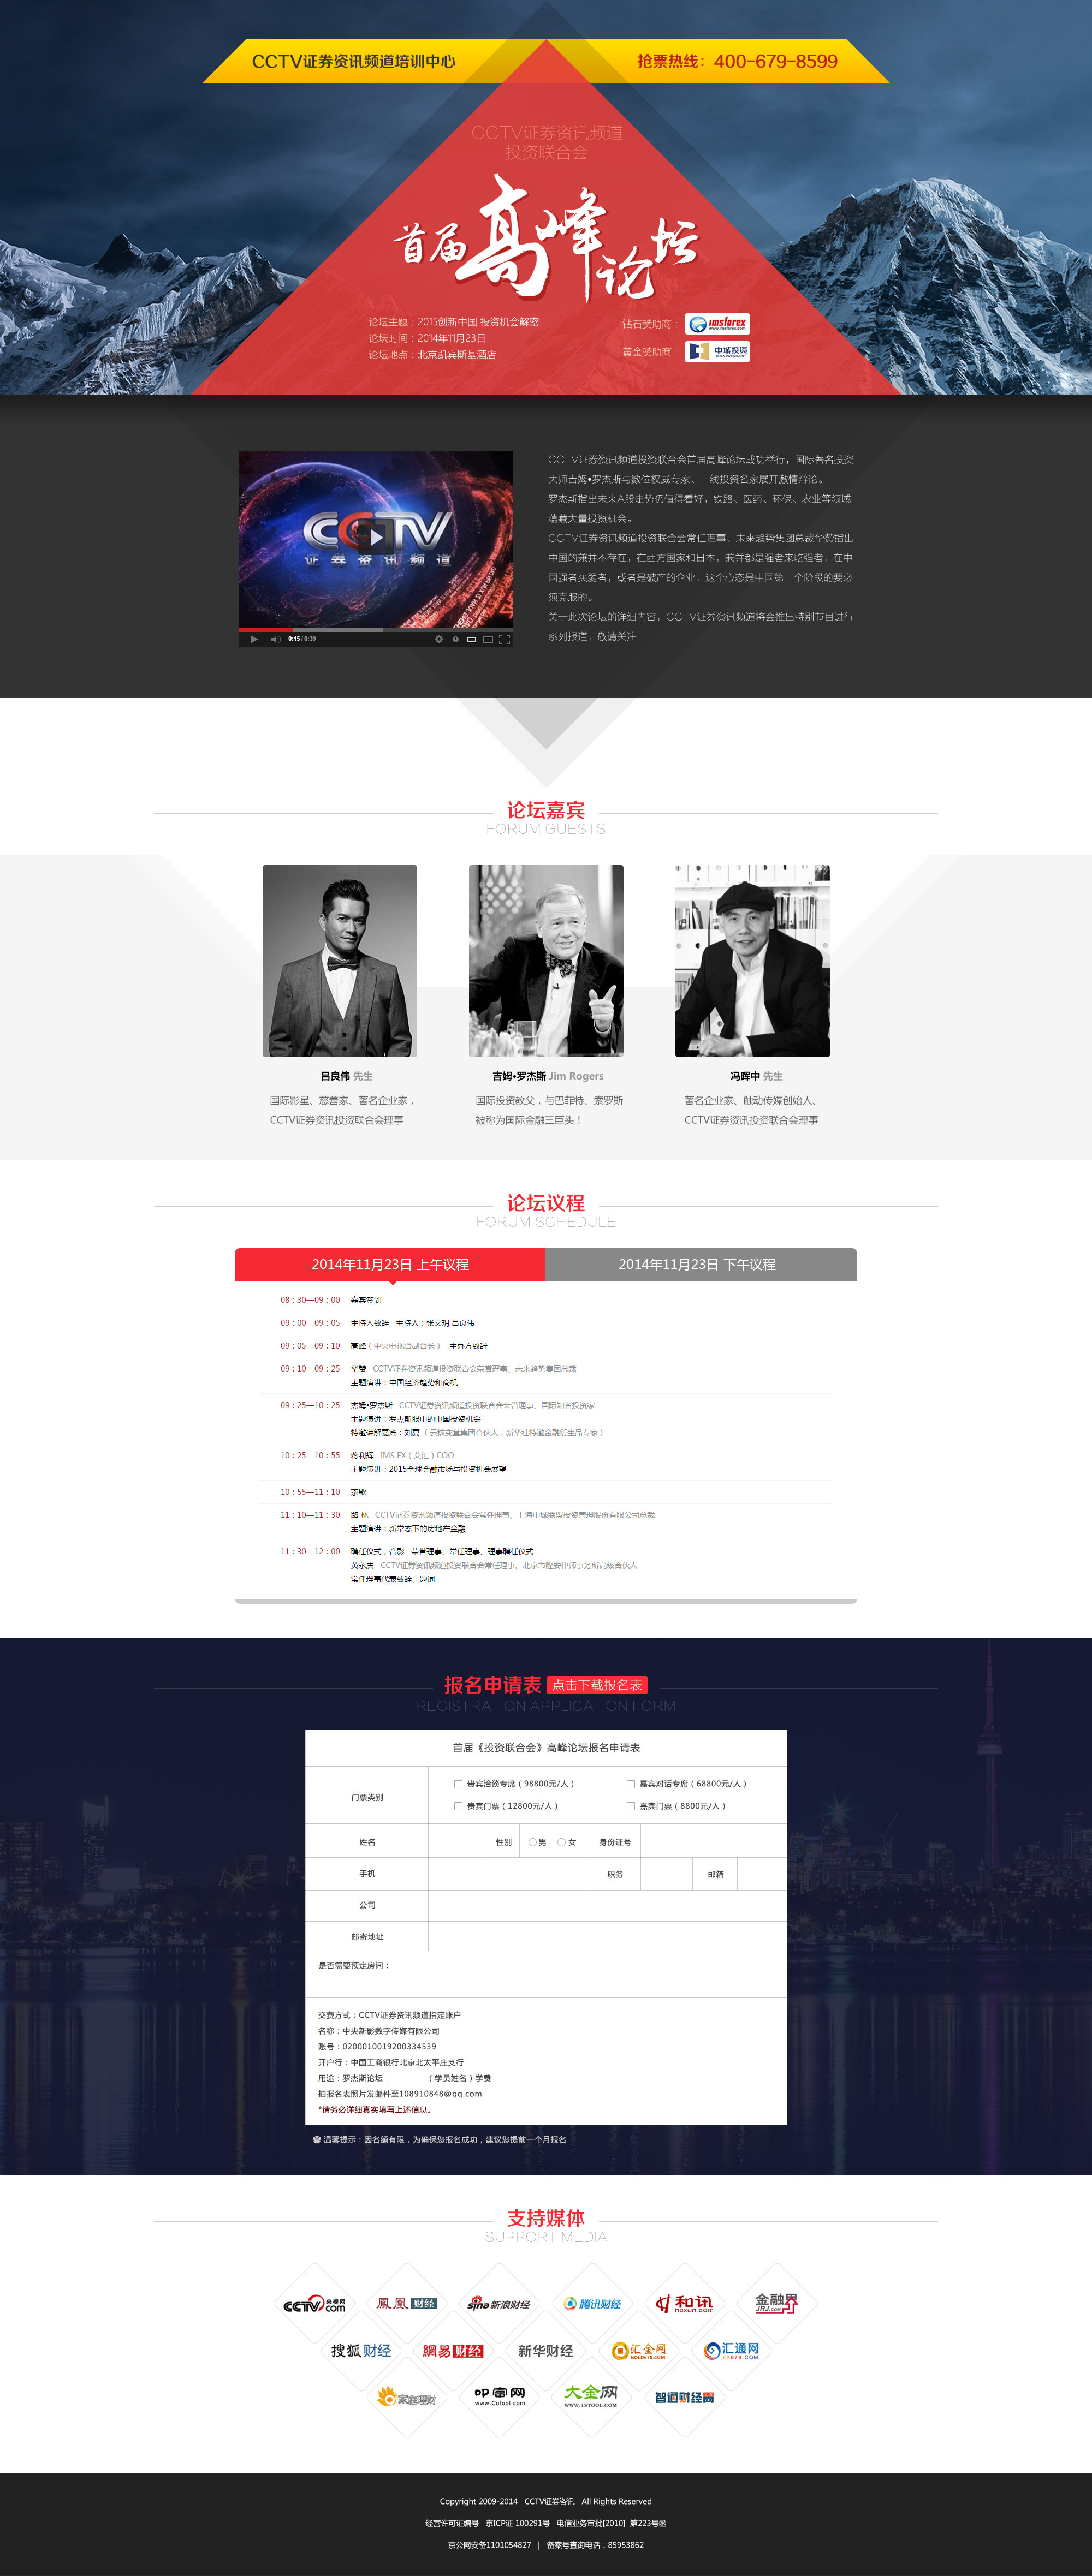 CCTV证券资讯频道培训中心
抢票热线：400-679-8599
CCTV证券资讯频道
投资联合会
首届高峰论坛
论坛主题：2015创新中国 投资机会解密
论坛时间：2014年11月23日
论坛地点：北京凯宾斯基酒店
钻石赞助商：
imsforex
www.imsforex.com
黄金赞助商：
中城投资
CCTV
证券资讯频道
0:15 / 0:39
CCTV证券资讯频道投资联合会首届高峰论坛成功举行，国际著名投资
大师吉姆•罗杰斯与数位权威专家、一线投资名家展开激情辩论。
罗杰斯指出未来A股走势仍值得看好，铁路、医药、环保、农业等领域
蕴藏大量投资机会。
CCTV证券资讯频道投资联合会常任理事、未来趋势集团总裁华赞指出
中国的兼并不存在，在西方国家和日本，兼并都是强者来吃强者，在中
国强者买弱者，或者是破产的企业，这个心态是中国第三个阶段的要必
须克服的。
关于此次论坛的详细内容，CCTV证券资讯频道将会推出特别节目进行
系列报道，敬请关注！
论坛嘉宾
FORUM GUESTS
吕良伟 先生
国际影星、慈善家、著名企业家，
CCTV证券资讯投资联合会理事
吉姆•罗杰斯 Jim Rogers
国际投资教父，与巴菲特、索罗斯
被称为国际金融三巨头！
冯晖中 先生
著名企业家、触动传媒创始人、
CCTV证券资讯投资联合会理事
论坛议程
FORUM SCHEDULE
2014年11月23日 上午议程
2014年11月23日 下午议程
08：30—09：00 嘉宾签到
09：00—09：05 主持人致辞 主持人：张文玥 吕良伟
09：05—09：10 高峰（中央电视台副台长） 主办方致辞
09：10—09：25 华赞 CCTV证券资讯频道投资联合会荣誉理事、未来趋势集团总裁
主题演讲：中国经济趋势和商机
09：25—10：25 杰姆•罗杰斯 CCTV证券资讯频道投资联合会荣誉理事、国际知名投资家
主题演讲：罗杰斯眼中的中国投资机会
特邀讲解嘉宾：刘夏（云核变量集团合伙人，新华社特邀金融衍生品专家）
10：25—10：55 蒋利辉 IMS FX（艾汇）COO
主题演讲：2015全球金融市场与投资机会展望
10：55—11：10 茶歇
11：10—11：30 路 林 CCTV证券资讯频道投资联合会常任理事、上海中城联盟投资管理股份有限公司总裁
主题演讲：新常态下的房地产金融
11：30—12：00 聘任仪式，合影 荣誉理事、常任理事、理事聘任仪式
黄永庆 CCTV证券资讯频道投资联合会常任理事、北京市隆安律师事务所高级合伙人
常任理事代表致辞、题词
报名申请表 点击下载报名表
REGISTRATION APPLICATION FORM
首届《投资联合会》高峰论坛报名申请表
门票类别
贵宾洽谈专席（98800元/人）
嘉宾对话专席（68800元/人）
贵宾门票（12800元/人）
嘉宾门票（8800元/人）
姓名 性别 男 女 身份证号
手机 职务 邮箱
公司
邮寄地址
是否需要预定房间：
交费方式：CCTV证券资讯频道指定账户
名称：中央新影数字传媒有限公司
账号：0200010019200334539
开户行：中国工商银行北京北太平庄支行
用途：罗杰斯论坛 __________( 学员姓名 ) 学费
拍报名表照片发邮件至108910848@qq.com
*请务必详细真实填写上述信息。
温馨提示：因名额有限，为确保您报名成功，建议您提前一个月报名
支持媒体
SUPPORT MEDIA
CCTV.com 央视网
鳳凰财经
sina新浪财经
腾讯财经
和讯
hexun.com
金融界
JRJ.COM
搜狐财经
網易财经
新华财经
汇金网
GOLD678.COM
汇通网
FX678.COM
家庭理财
叩富网
www.Cofool.com
大金网
WWW.1STOOL.COM
智通财经网
Copyright 2009-2014 CCTV证券咨讯 All Rights Reserved
经营许可证编号 京ICP证 100291号 电信业务审批[2010] 第223号函
京公网安备1101054827 | 备案号查询电话：85953862